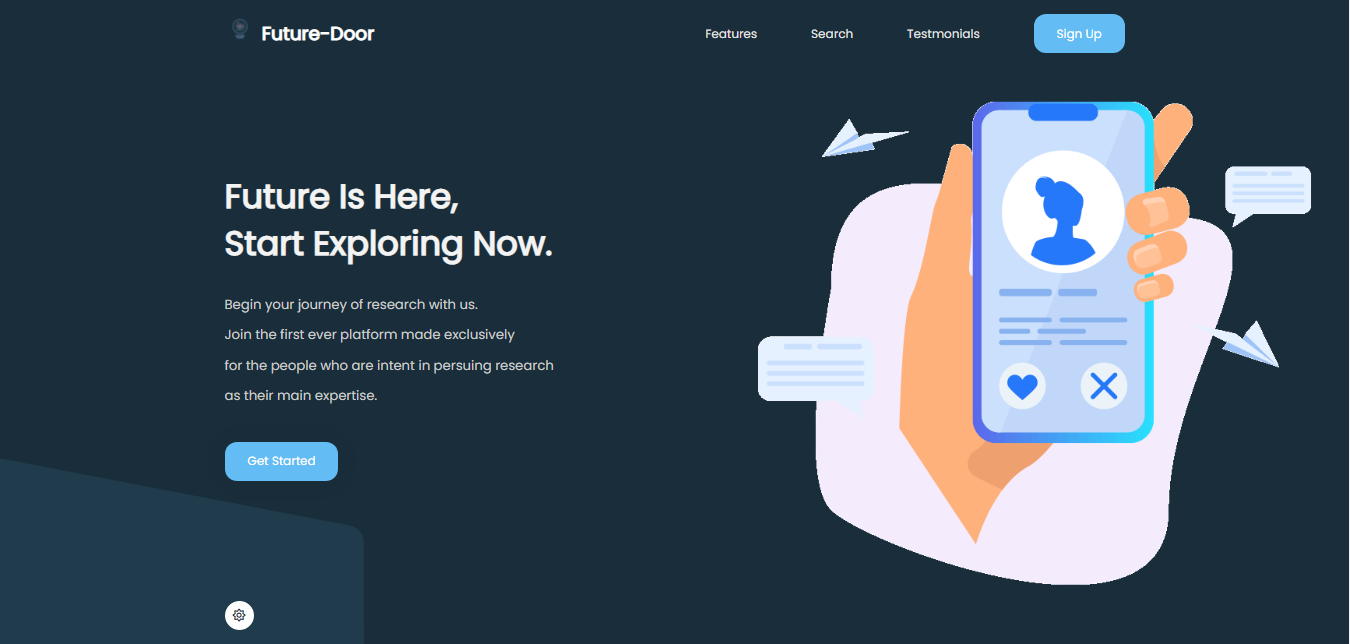 Future-Door
Features
Search
Testmonials
Sign Up
Future Is Here,
Start Exploring Now.
Begin your journey of research with us.
Join the first ever platform made exclusively
for the people who are intent in persuing research
as their main expertise.
Get Started